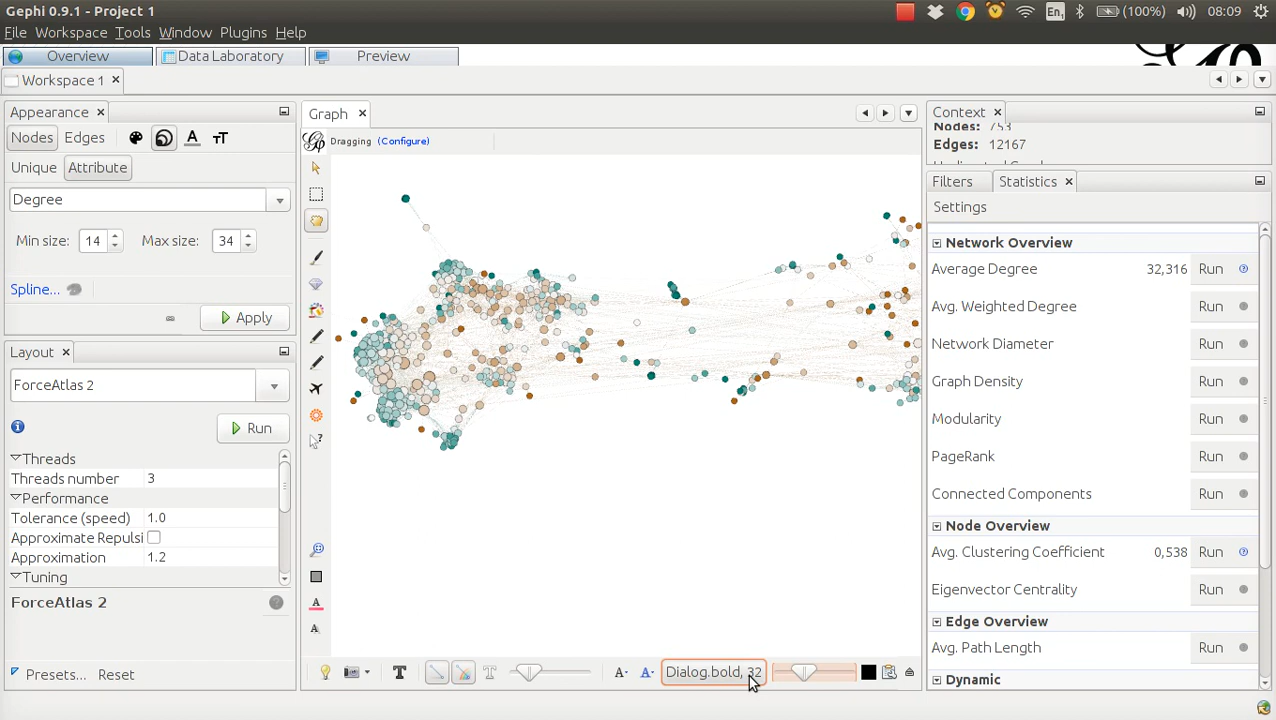 Gephi 0.9.1 - Project 1
En1
(100%)
08:09
File Workspace Tools Window Plugins Help
Overview
Data Laboratory
Preview
Workspace 1
Appearance
Nodes Edges
Unique Attribute
Degree
Min size: 14 Max size: 34
Spline...
Apply
Layout
ForceAtlas 2
Run
Threads
Threads number 3
Performance
Tolerance (speed) 1.0
Approximate Repulsi
Approximation 1.2
Tuning
ForceAtlas 2
Presets... Reset
Graph
Dragging (Configure)
Dialog.bold, 32
Context
Nodes: 753
Edges: 12167
Filters Statistics
Settings
Network Overview
Average Degree 32,316 Run
Avg. Weighted Degree Run
Network Diameter Run
Graph Density Run
Modularity Run
PageRank Run
Connected Components Run
Node Overview
Avg. Clustering Coefficient 0,538 Run
Eigenvector Centrality Run
Edge Overview
Avg. Path Length Run
Dynamic